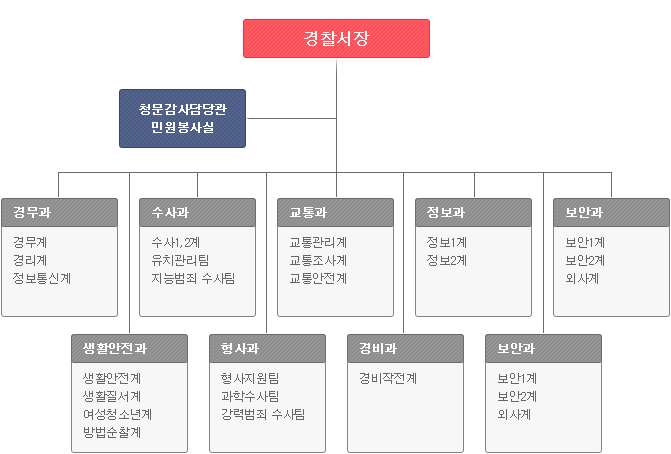 경찰서장
청문감사담당관
민원봉사실
경무과
경무계
경리계
정보통신계
수사과
수사1,2계
유치관리팀
지능범죄 수사팀
교통과
교통관리계
교통조사계
교통안전계
정보과
정보1계
정보2계
보안과
보안1계
보안2계
외사계
생활안전과
생활안전계
생활질서계
여성청소년계
방법순찰계
형사과
형사지원팀
과학수사팀
강력범죄 수사팀
경비과
경비작전계
보안과
보안1계
보안2계
외사계